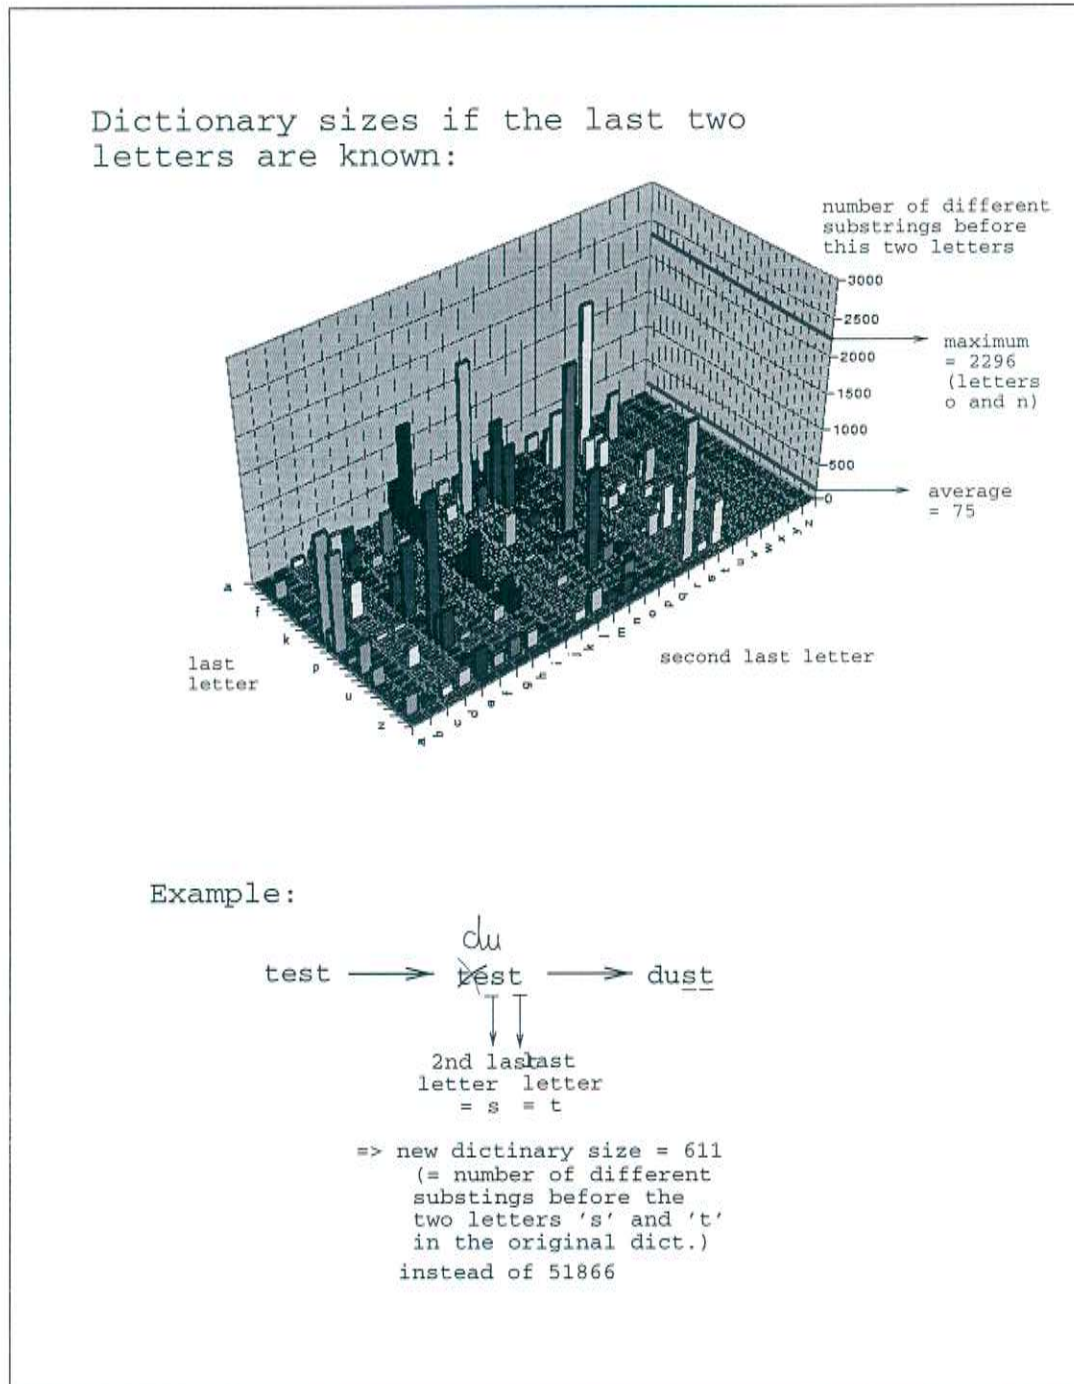 Dictionary sizes if the last two
letters are known:
number of different
substrings before
this two letters
3000
2500
2000
1500
1000
500
0
maximum
= 2296
(letters
o and n)
average
= 75
a
f
k
p
u
z
last
letter
a
b
c
d
e
f
g
h
i
j
k
l
m
n
o
p
q
r
s
t
u
v
w
x
y
z
second last letter
Example:
du
test
test
dust
2nd last
letter
= s
last
letter
= t
=> new dictinary size = 611
(= number of different
substings before the
two letters 's' and 't'
in the original dict.)
instead of 51866